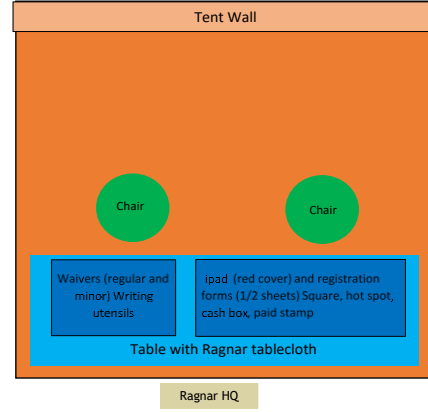 Tent Wall
Chair
Chair
Waivers (regular and
minor) Writing
utensils
ipad (red cover) and registration
forms (1/2 sheets) Square, hot spot,
cash box, paid stamp
Table with Ragnar tablecloth
Ragnar HQ